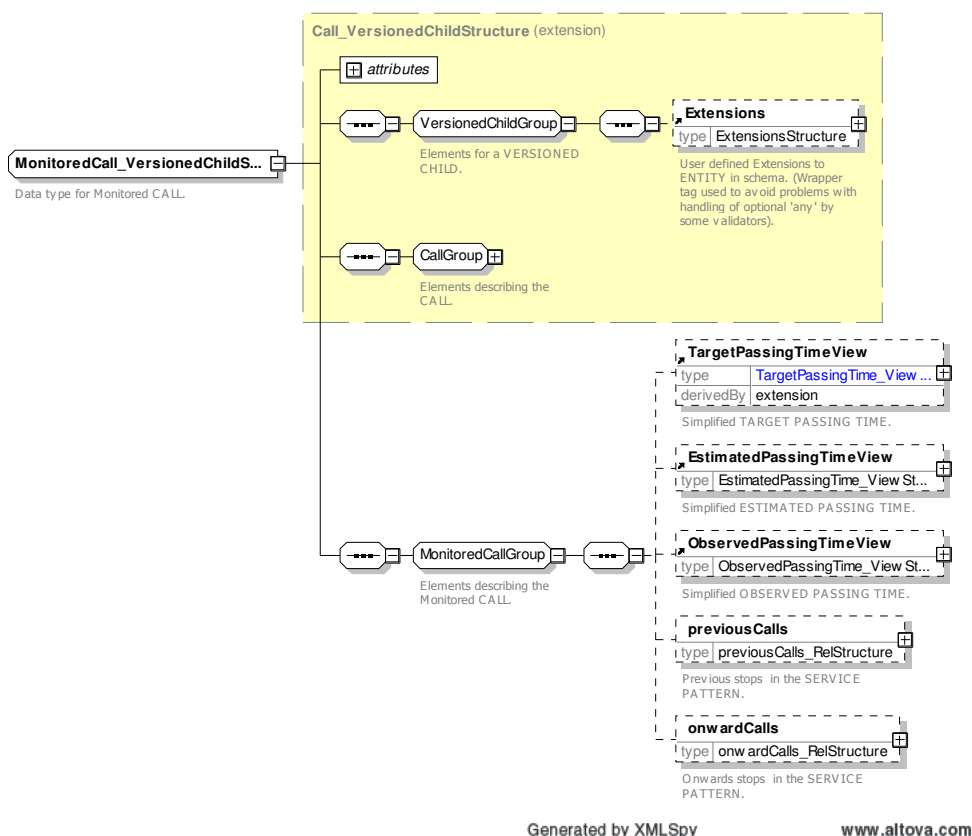 Call_VersionedChildStructure (extension)
attributes
VersionedChildGroup
Elements for a VERSIONED
CHILD.
Extensions
type ExtensionsStructure
User defined Extensions to
ENTITY in schema. (Wrapper
tag used to avoid problems with
handling of optional 'any' by
some validators).
MonitoredCall_VersionedChildS...
Data type for Monitored CALL.
CallGroup
Elements describing the
CALL.
TargetPassingTimeView
type TargetPassingTime_View ...
derivedBy extension
Simplified TARGET PASSING TIME.
EstimatedPassingTimeView
type EstimatedPassingTime_View St...
Simplified ESTIMATED PASSING TIME.
MonitoredCallGroup
Elements describing the
Monitored CALL.
ObservedPassingTimeView
type ObservedPassingTime_View St...
Simplified OBSERVED PASSING TIME.
previousCalls
type previousCalls_RelStructure
Previous stops in the SERVICE
PATTERN.
onwardCalls
type onwardCalls_RelStructure
Onwards stops in the SERVICE
PATTERN.
Generated by XMLSpy www.altova.com